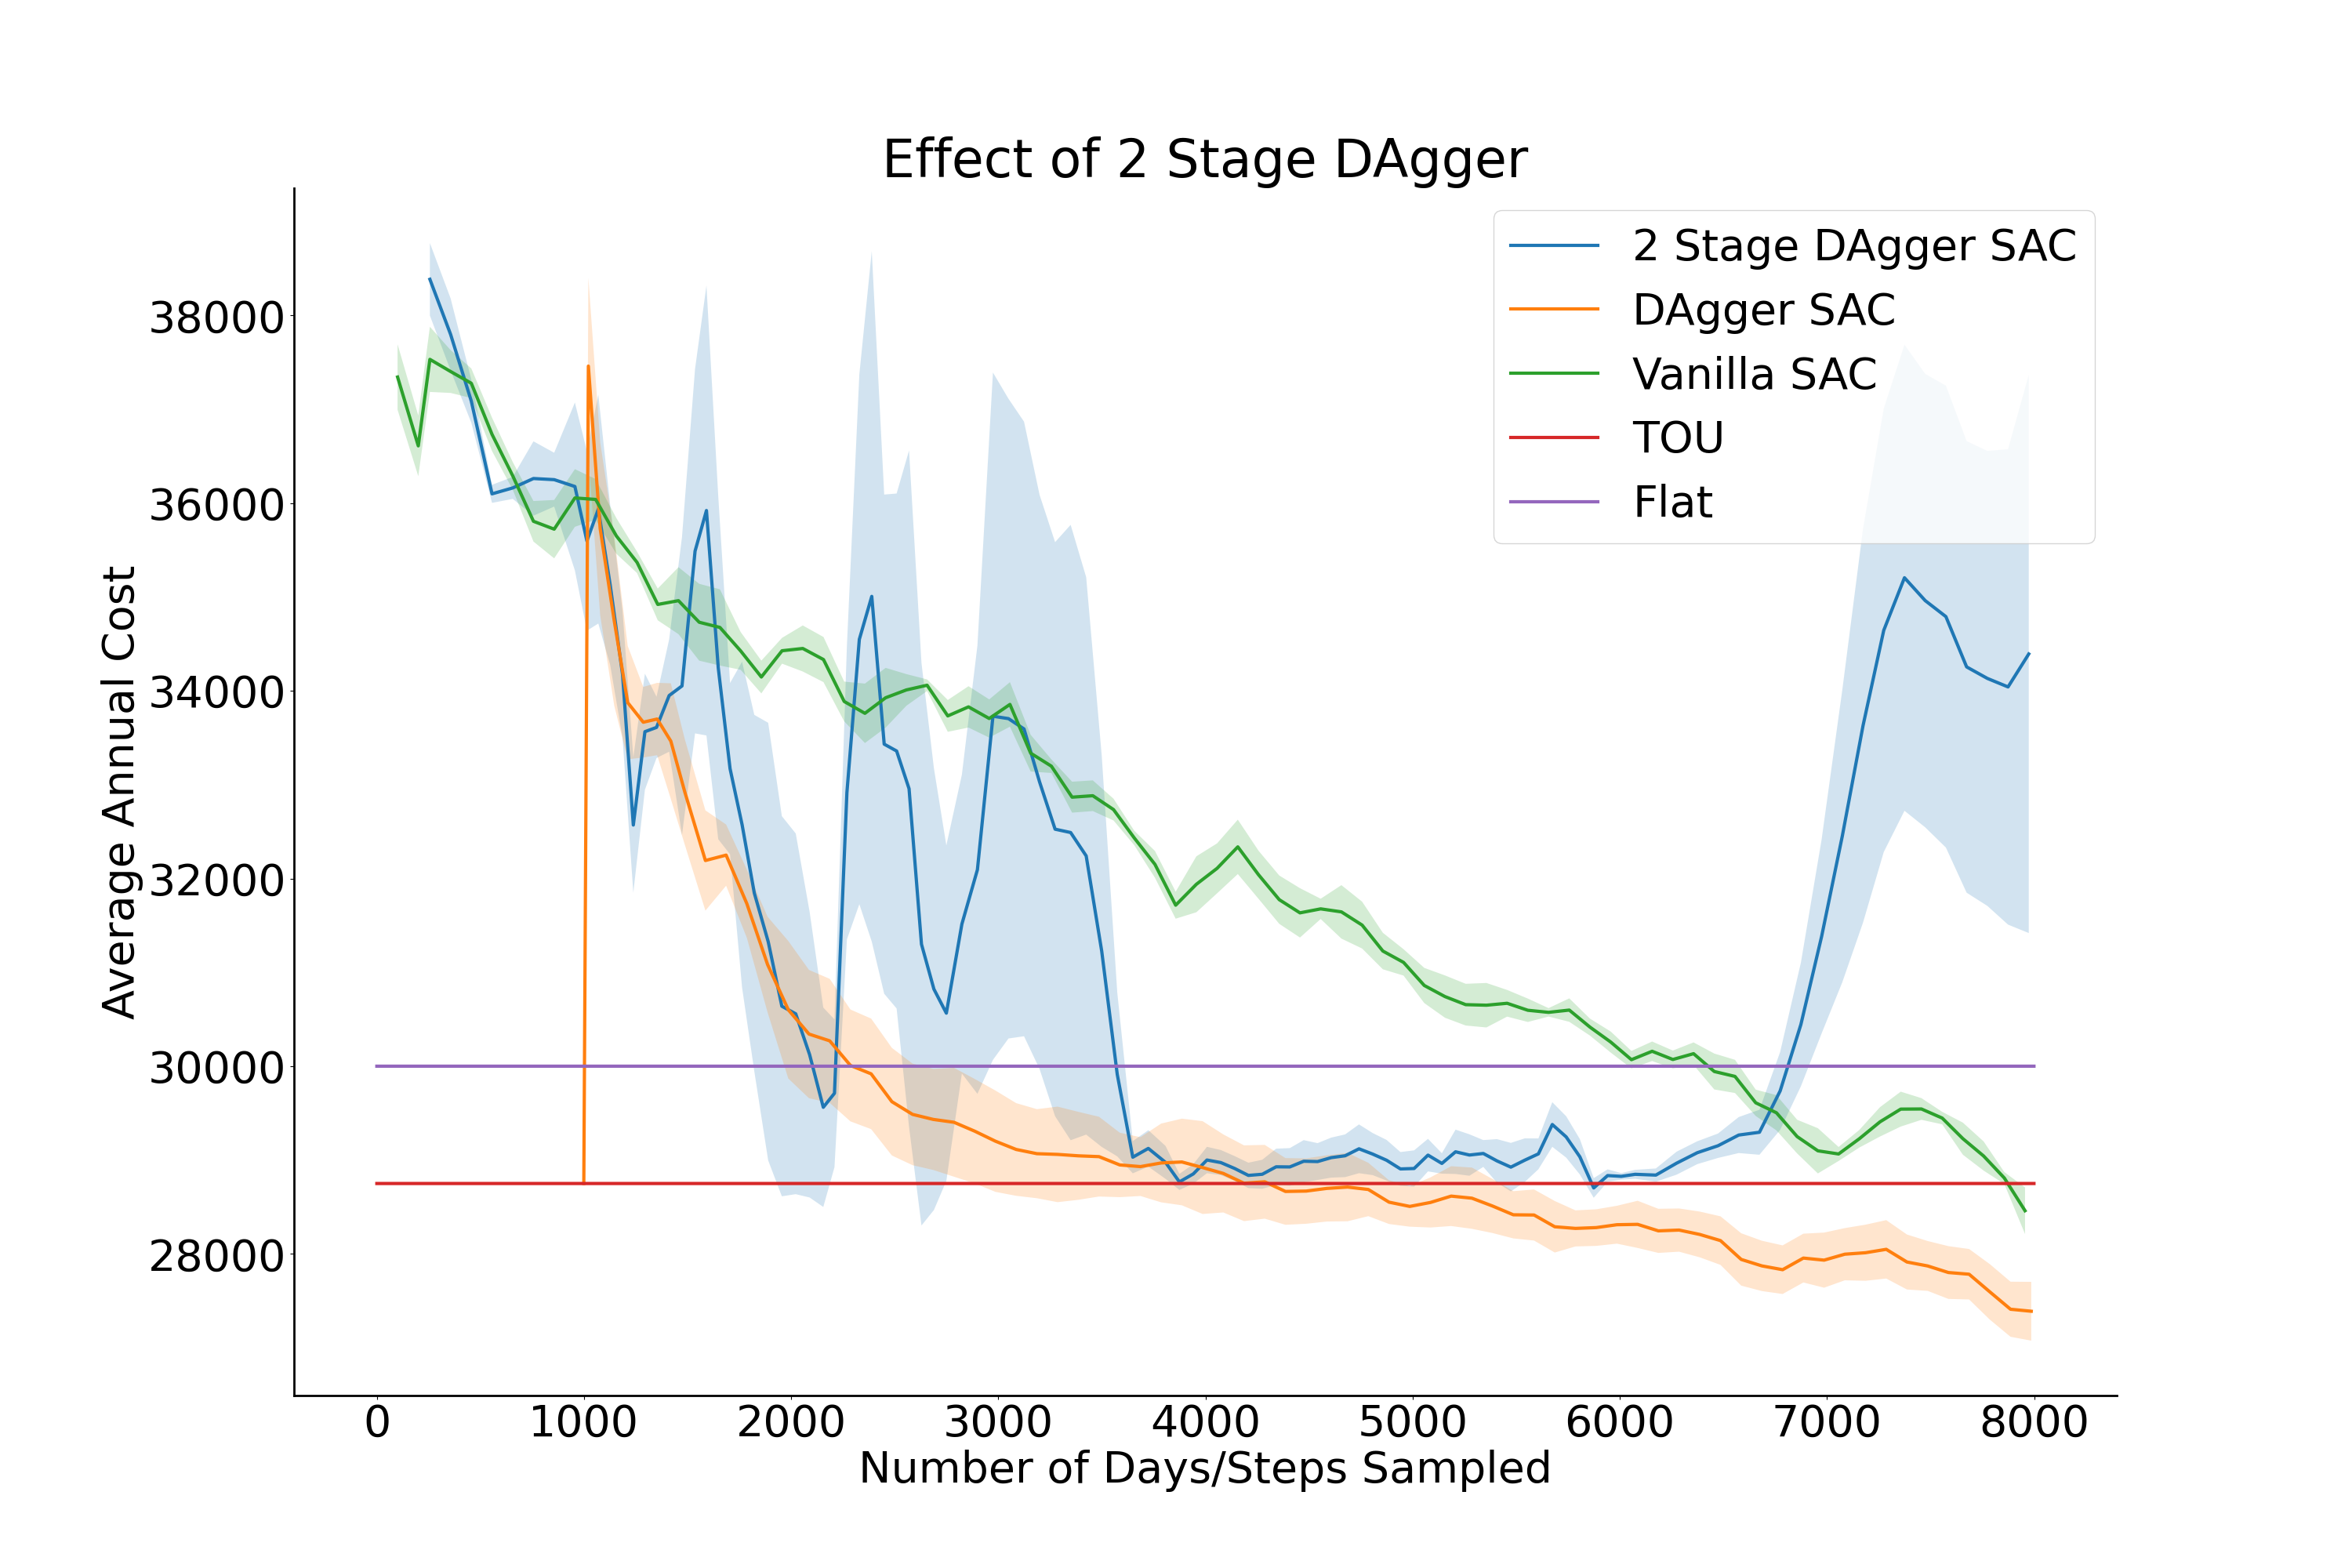 Effect of 2 Stage DAgger
2 Stage DAgger SAC
DAgger SAC
Vanilla SAC
TOU
Flat
Average Annual Cost
38000
36000
34000
32000
30000
28000
0 1000 2000 3000 4000 5000 6000 7000 8000
Number of Days/Steps Sampled